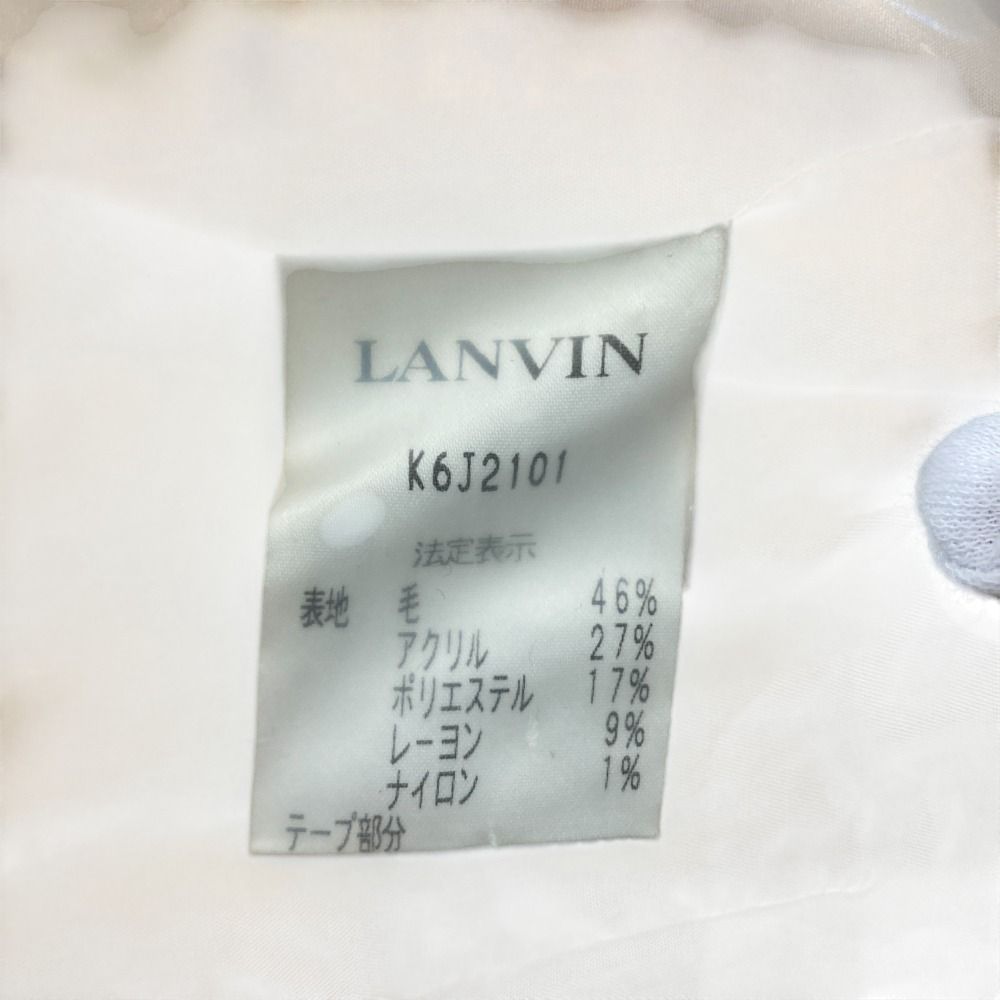 LANVIN
K6J2101
法定表示
表地 毛 46%
アクリル 27%
ポリエステル 17%
レーヨン 9%
ナイロン 1%
テープ部分